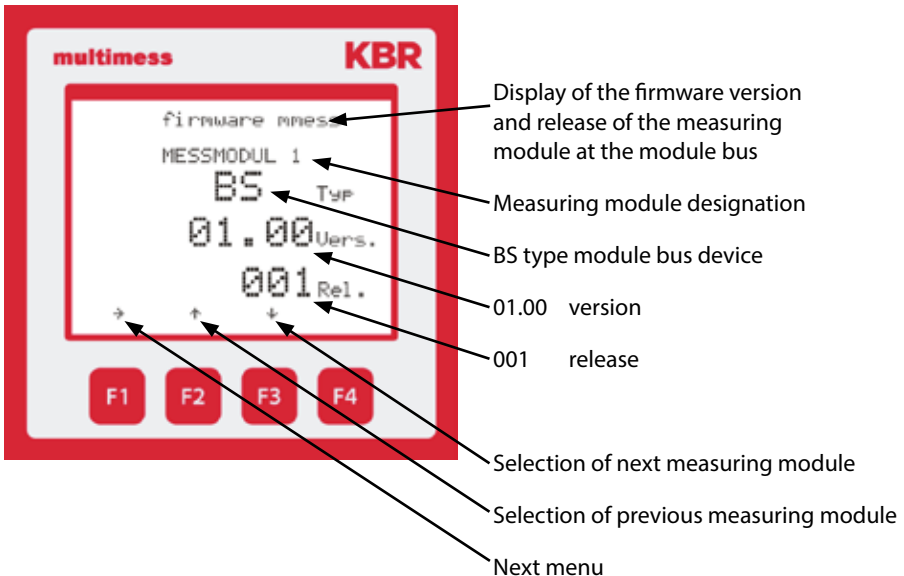 multimess KBR
firmware mmess
MESSMODUL 1
BS Typ
01.00 Vers.
001 Rel.
→ ↑ ↓
F1 F2 F3 F4
Display of the firmware version
and release of the measuring
module at the module bus
Measuring module designation
BS type module bus device
01.00 version
001 release
Selection of next measuring module
Selection of previous measuring module
Next menu